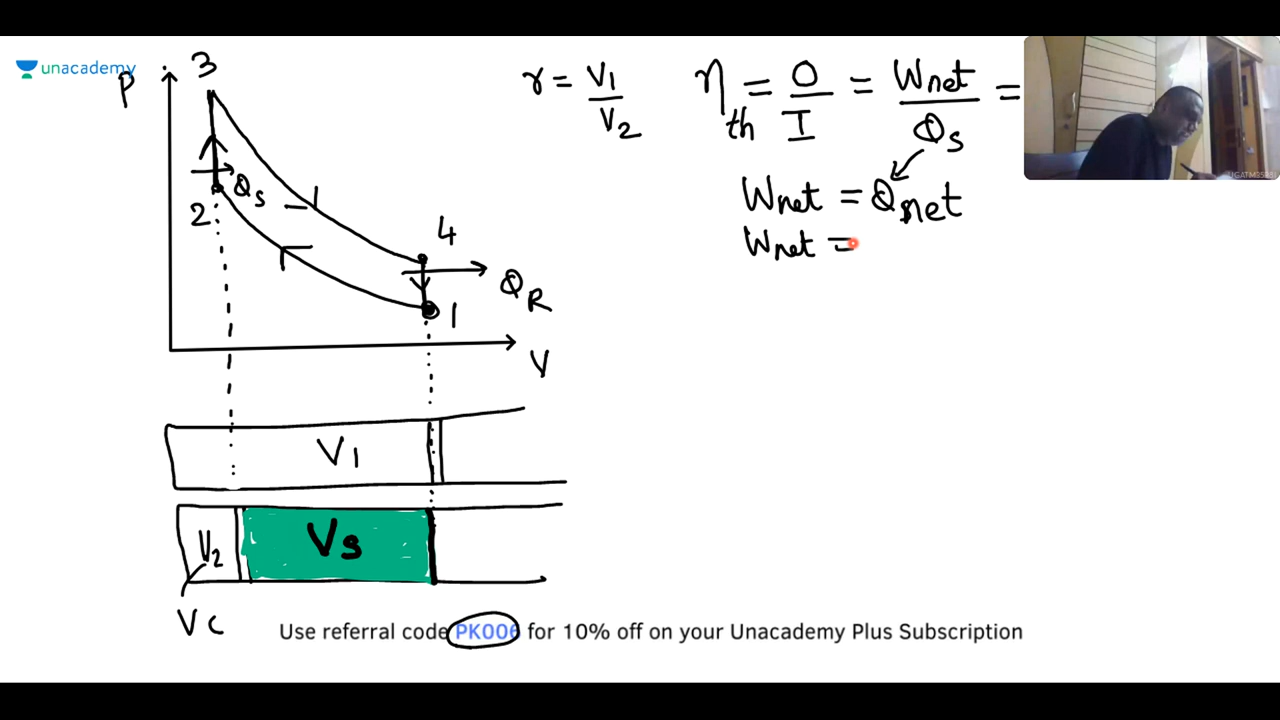 unacademy
P
3
2
Qs
4
QR
1
V
V1
V2
Vs
Vc
r = V1/V2
ηth = O/I = Wnet/Qs =
Wnet = Qnet
Wnet =
Use referral code PK006 for 10% off on your Unacademy Plus Subscription